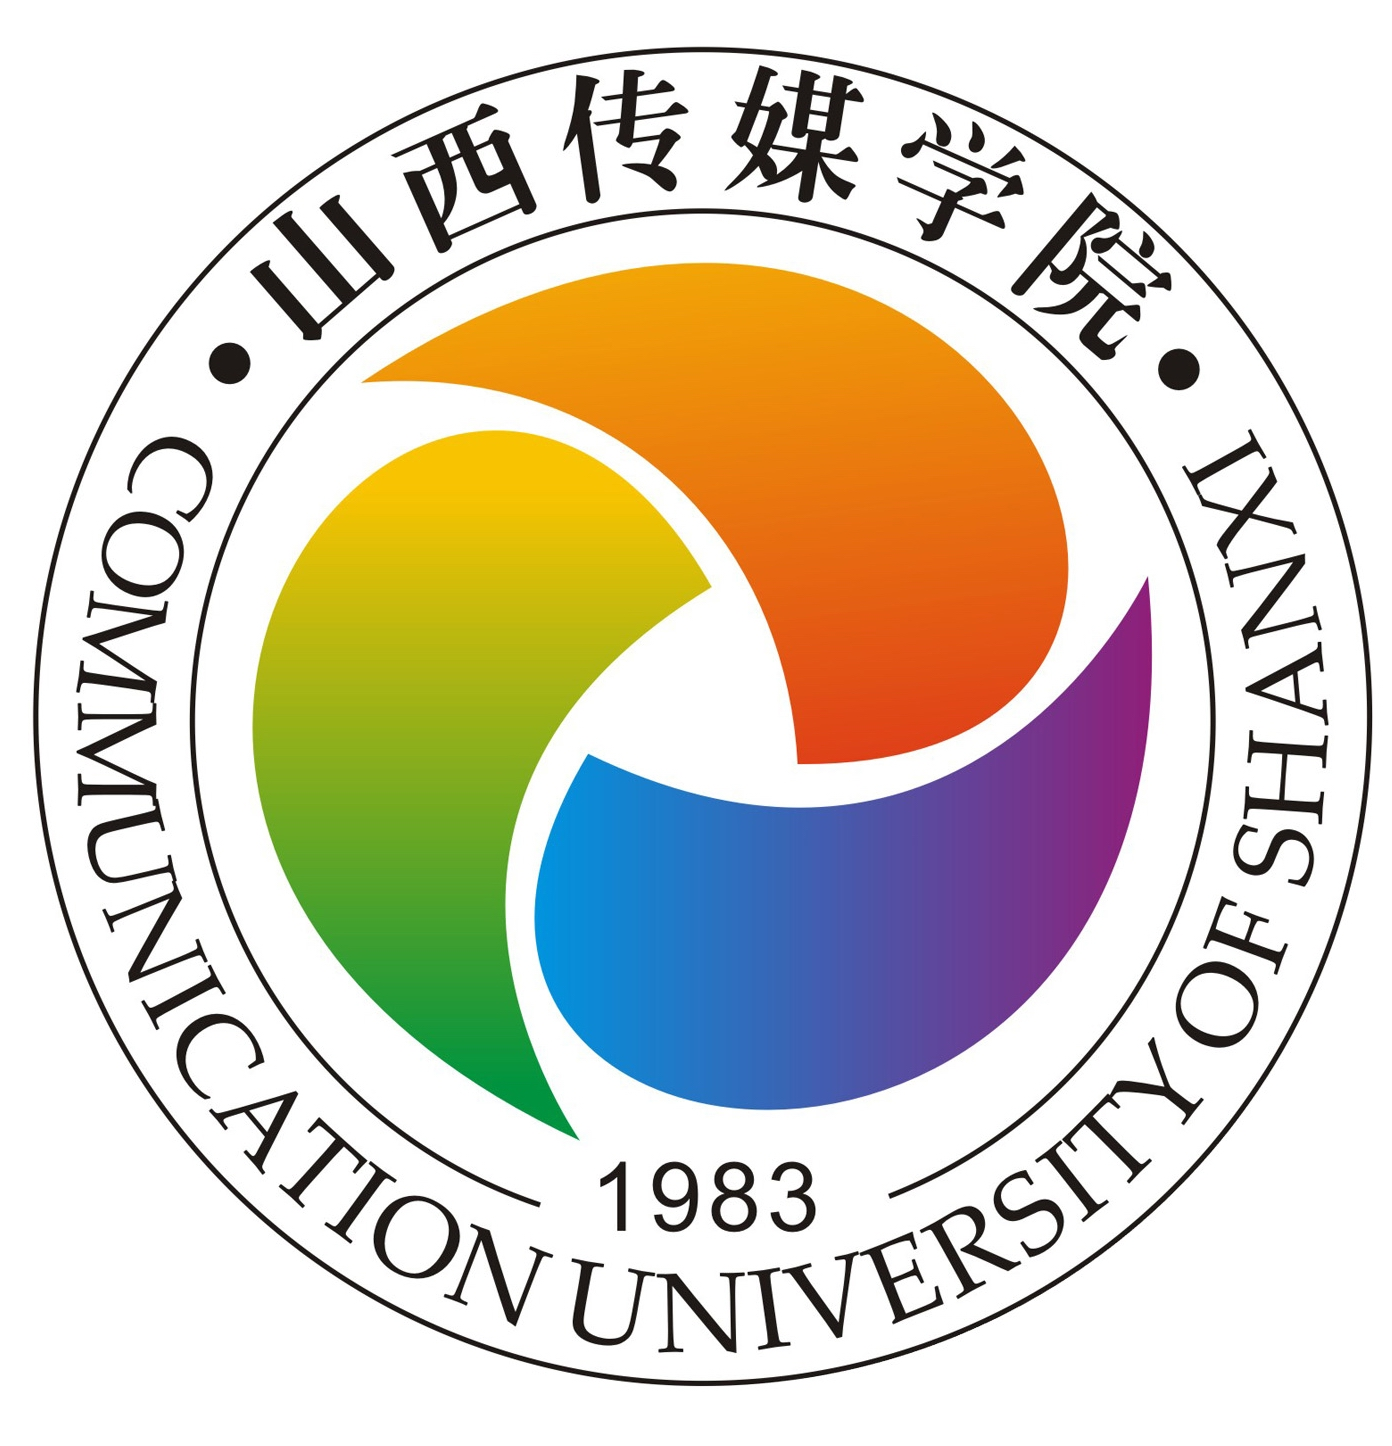 山西传媒学院
1983
COMMUNICATION UNIVERSITY OF SHANXI